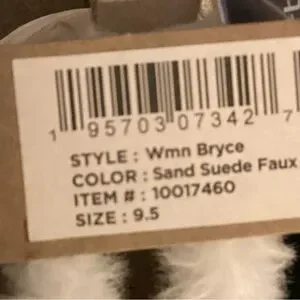 1 95703 07342 7
STYLE : Wmn Bryce
COLOR : Sand Suede Faux
ITEM # : 10017460
SIZE : 9.5